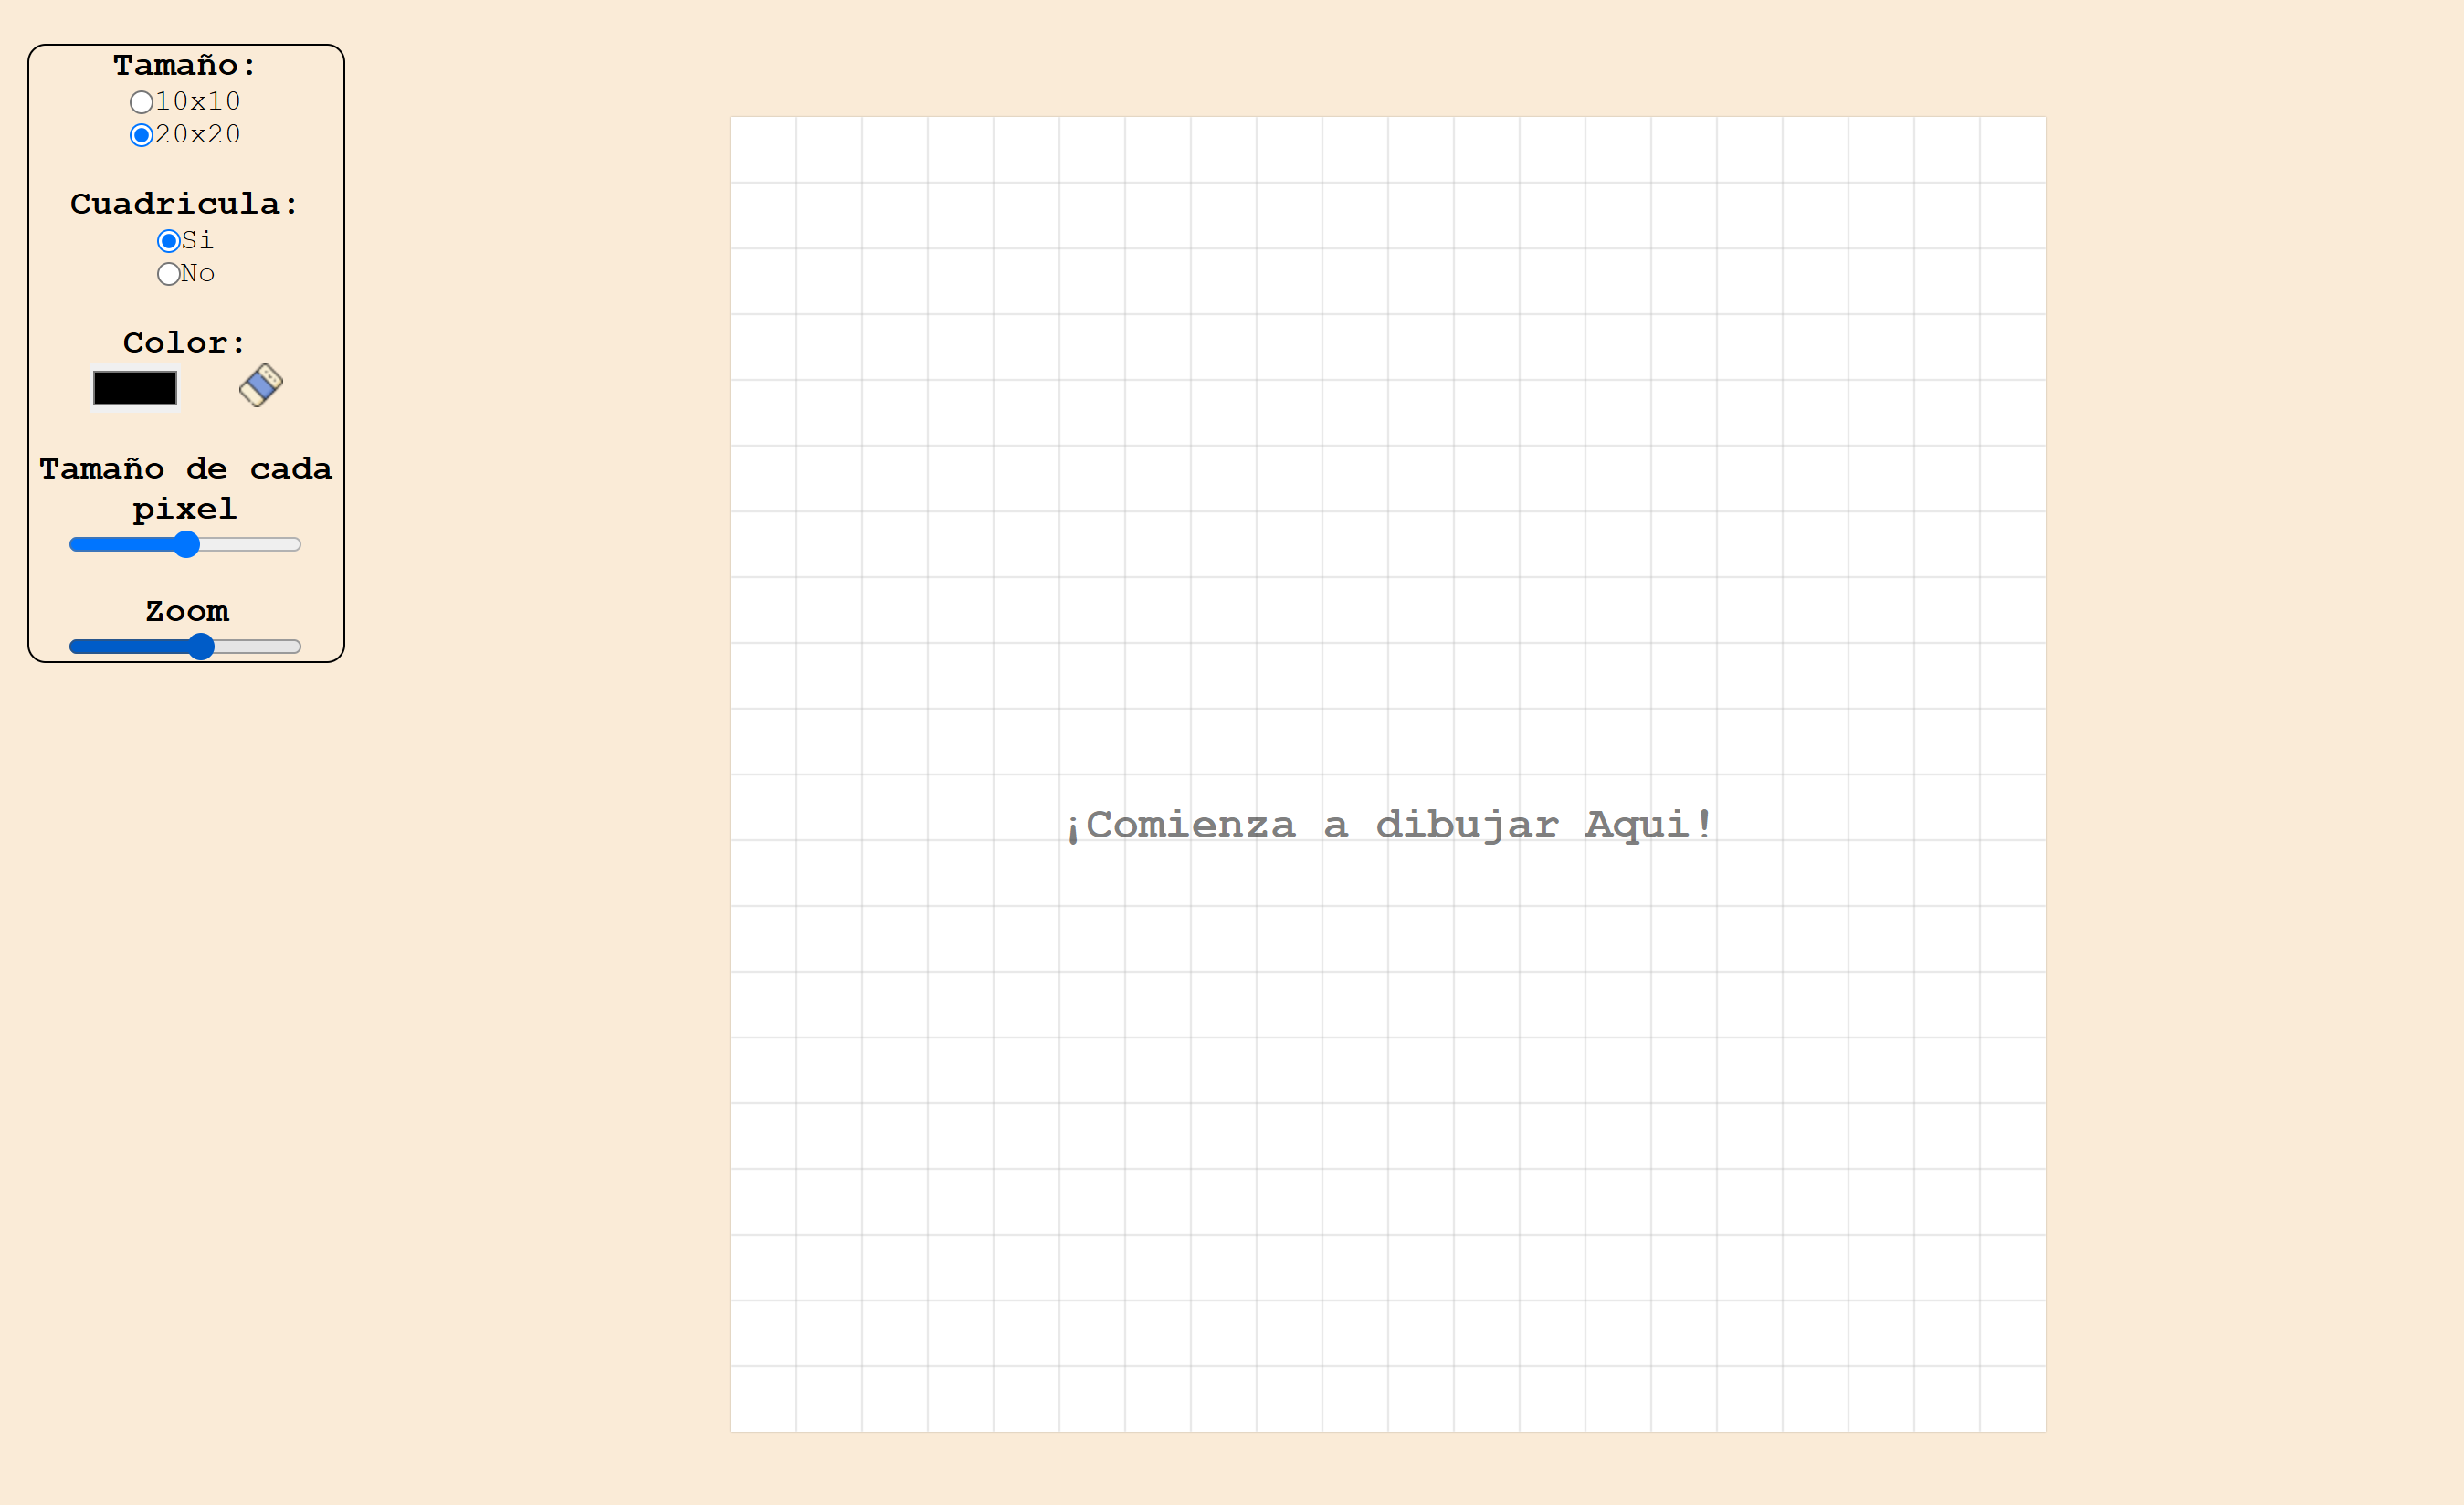 Tamaño:
10x10
20x20
Cuadricula:
Si
No
Color:
Tamaño de cada
pixel
Zoom
¡Comienza a dibujar Aqui!